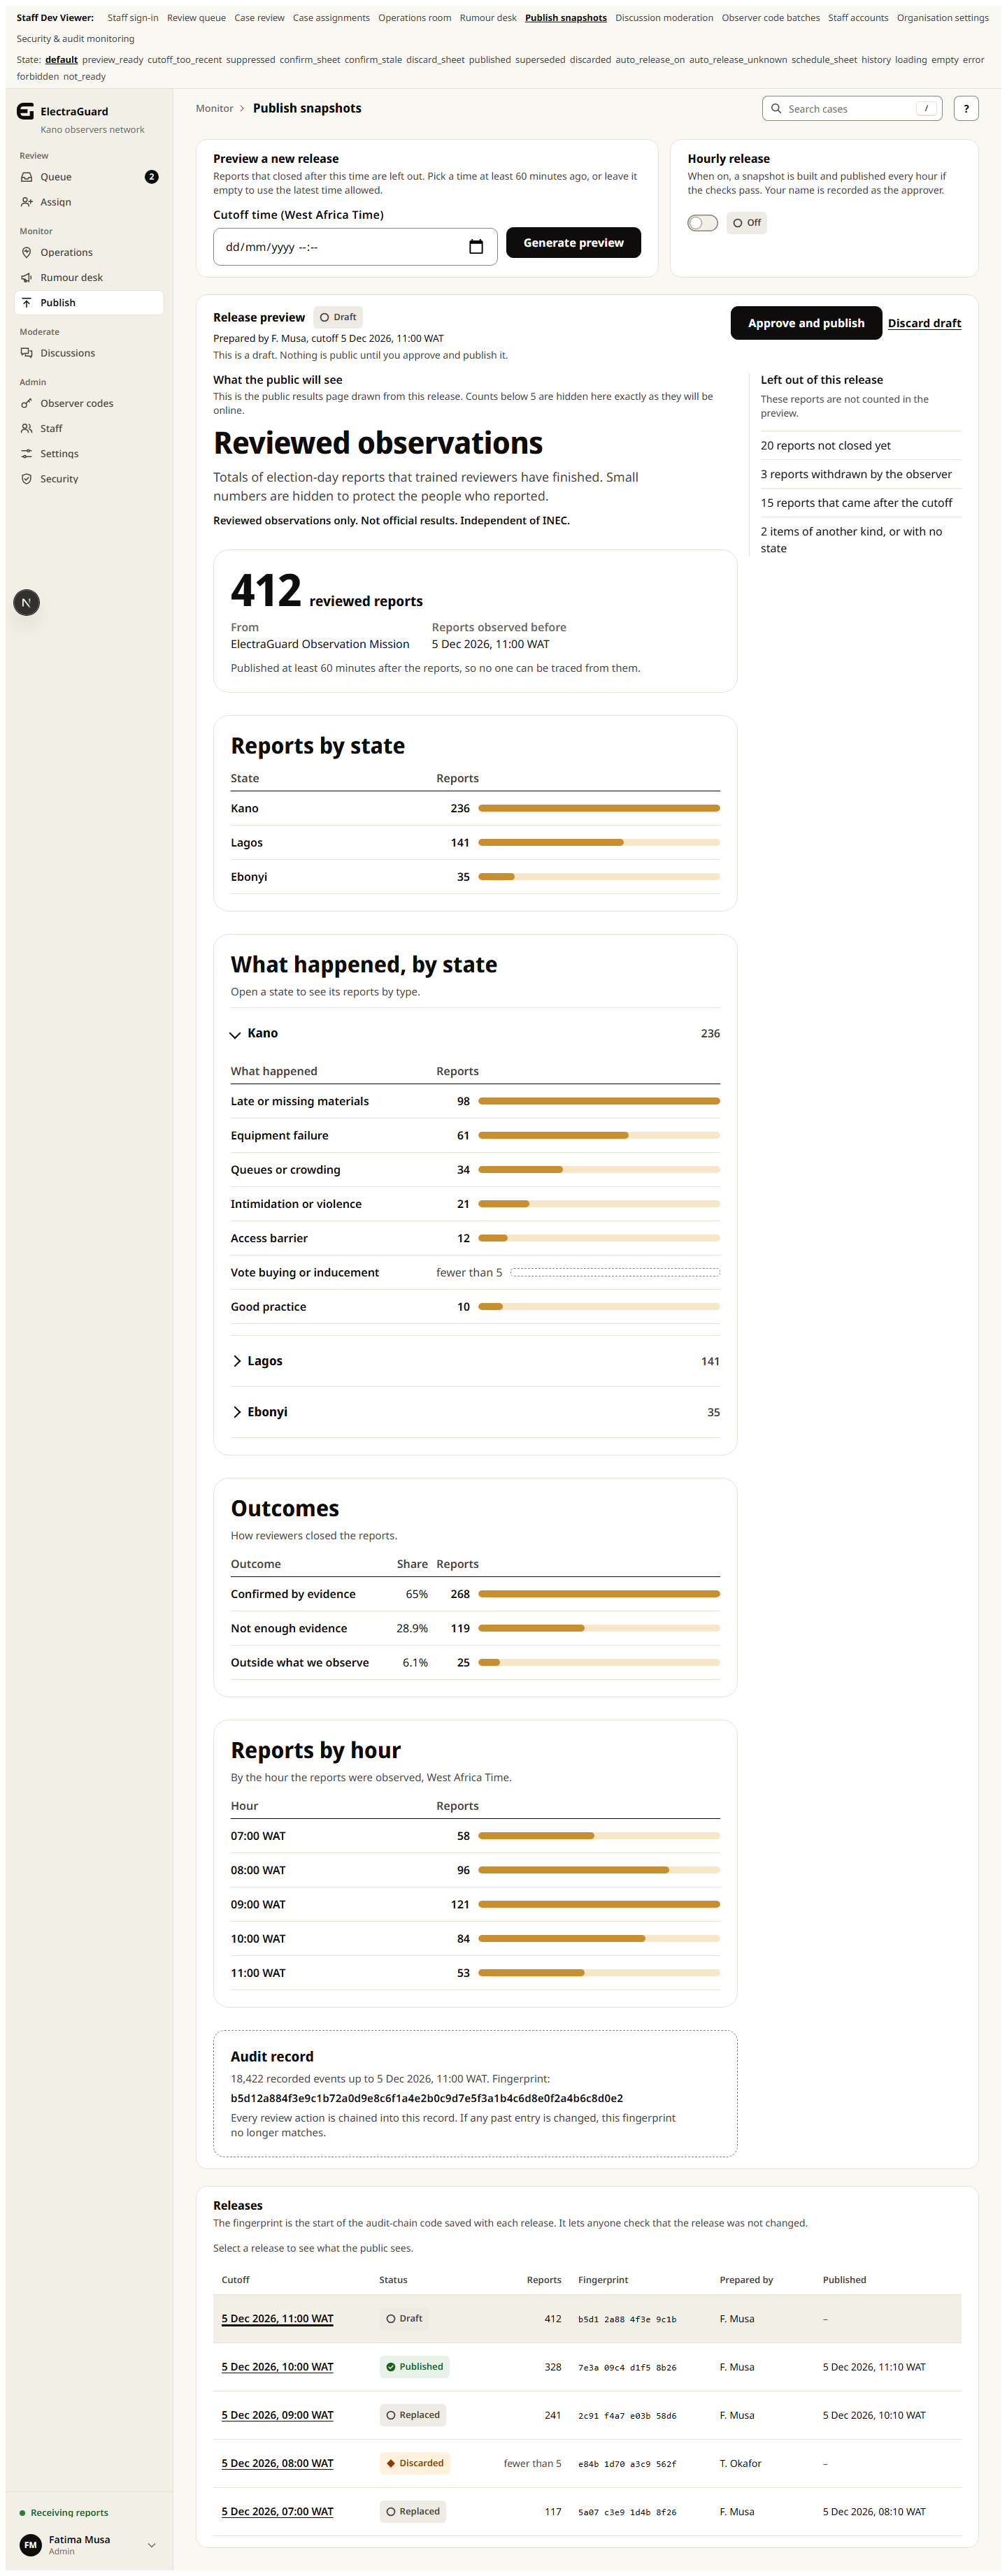 Staff Dev Viewer: Staff sign-in Review queue Case review Case assignments Operations room Rumour desk Publish snapshots Discussion moderation Observer code batches Staff accounts Organisation settings
Security & audit monitoring
State: default preview_ready cutoff_too_recent suppressed confirm_sheet confirm_stale discard_sheet published superseded discarded auto_release_on auto_release_unknown schedule_sheet history loading empty error
forbidden not_ready
ElectraGuard
Kano observers network
Review
Queue 2
Assign
Monitor
Operations
Rumour desk
Publish
Moderate
Discussions
Admin
Observer codes
Staff
Settings
Security
N
Receiving reports
FM Fatima Musa
Admin
Monitor > Publish snapshots
Search cases /
?
Preview a new release
Reports that closed after this time are left out. Pick a time at least 60 minutes ago, or leave it
empty to use the latest time allowed.
Cutoff time (West Africa Time)
dd/mm/yyyy --:--
Generate preview
Hourly release
When on, a snapshot is built and published every hour if
the checks pass. Your name is recorded as the approver.
Off
Release preview Draft
Prepared by F. Musa, cutoff 5 Dec 2026, 11:00 WAT
This is a draft. Nothing is public until you approve and publish it.
Approve and publish Discard draft
What the public will see
This is the public results page drawn from this release. Counts below 5 are hidden here exactly as they will be
online.
Reviewed observations
Totals of election-day reports that trained reviewers have finished. Small
numbers are hidden to protect the people who reported.
Reviewed observations only. Not official results. Independent of INEC.
Left out of this release
These reports are not counted in the
preview.
20 reports not closed yet
3 reports withdrawn by the observer
15 reports that came after the cutoff
2 items of another kind, or with no
state
412 reviewed reports
From Reports observed before
ElectraGuard Observation Mission 5 Dec 2026, 11:00 WAT
Published at least 60 minutes after the reports, so no one can be traced from them.
Reports by state
State Reports
Kano 236
Lagos 141
Ebonyi 35
What happened, by state
Open a state to see its reports by type.
Kano 236
What happened Reports
Late or missing materials 98
Equipment failure 61
Queues or crowding 34
Intimidation or violence 21
Access barrier 12
Vote buying or inducement fewer than 5
Good practice 10
Lagos 141
Ebonyi 35
Outcomes
How reviewers closed the reports.
Outcome Share Reports
Confirmed by evidence 65% 268
Not enough evidence 28.9% 119
Outside what we observe 6.1% 25
Reports by hour
By the hour the reports were observed, West Africa Time.
Hour Reports
07:00 WAT 58
08:00 WAT 96
09:00 WAT 121
10:00 WAT 84
11:00 WAT 53
Audit record
18,422 recorded events up to 5 Dec 2026, 11:00 WAT. Fingerprint:
b5d12a884f3e9c1b72a0d9e8c6f1a4e2b0c9d7e5f3a1b4c6d8e0f2a4b6c8d0e2
Every review action is chained into this record. If any past entry is changed, this fingerprint
no longer matches.
Releases
The fingerprint is the start of the audit-chain code saved with each release. It lets anyone check that the release was not changed.
Select a release to see what the public sees.
Cutoff Status Reports Fingerprint Prepared by Published
5 Dec 2026, 11:00 WAT Draft 412 b5d1 2a88 4f3e 9c1b F. Musa –
5 Dec 2026, 10:00 WAT Published 328 7e3a 09c4 d1f5 8b26 F. Musa 5 Dec 2026, 11:10 WAT
5 Dec 2026, 09:00 WAT Replaced 241 2c91 f4a7 e03b 58d6 F. Musa 5 Dec 2026, 10:10 WAT
5 Dec 2026, 08:00 WAT Discarded fewer than 5 e84b 1d70 a3c9 562f T. Okafor –
5 Dec 2026, 07:00 WAT Replaced 117 5a07 c3e9 1d4b 8f26 F. Musa 5 Dec 2026, 08:10 WAT